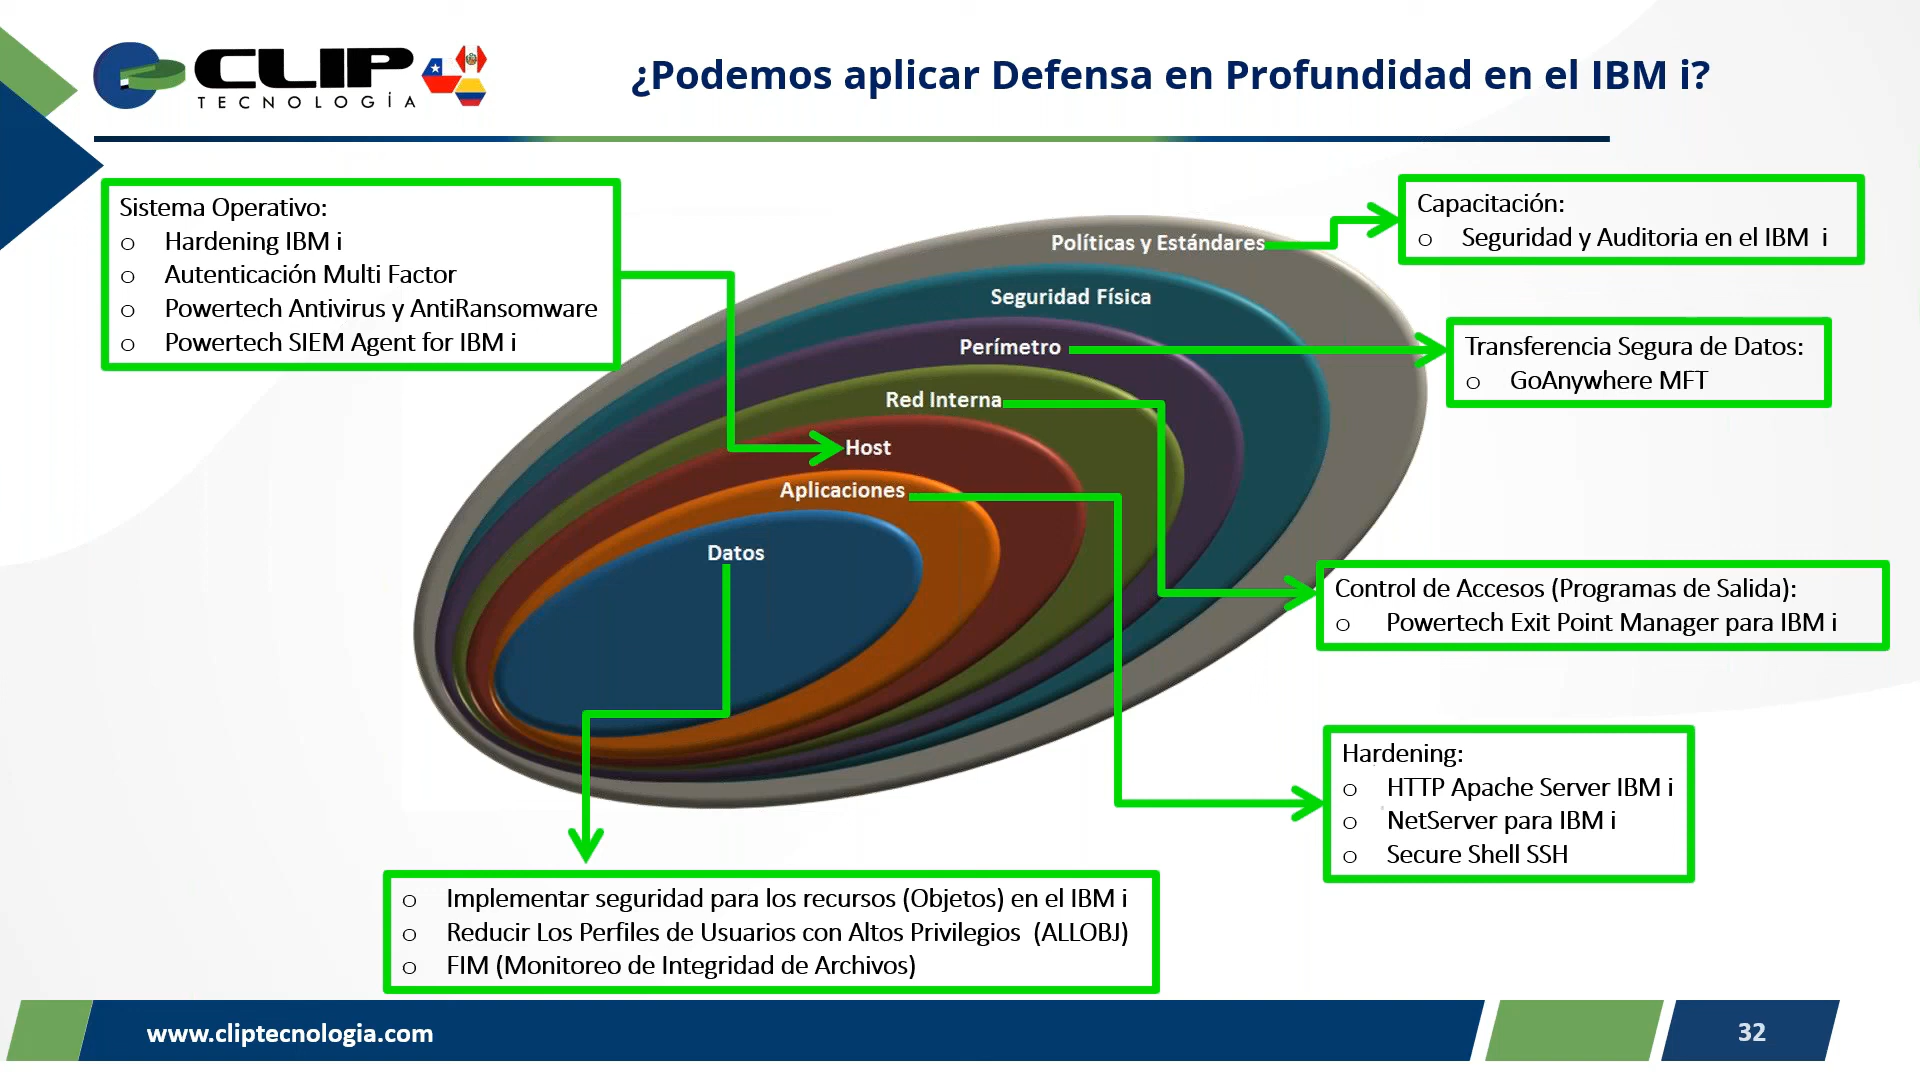 CLIP
TECNOLOGÍA
¿Podemos aplicar Defensa en Profundidad en el IBM i?
Sistema Operativo:
o Hardening IBM i
o Autenticación Multi Factor
o Powertech Antivirus y AntiRansomware
o Powertech SIEM Agent for IBM i
Políticas y Estándares
Seguridad Física
Perímetro
Red Interna
Host
Aplicaciones
Datos
Capacitación:
o Seguridad y Auditoria en el IBM i
Transferencia Segura de Datos:
o GoAnywhere MFT
Control de Accesos (Programas de Salida):
o Powertech Exit Point Manager para IBM i
Hardening:
o HTTP Apache Server IBM i
o NetServer para IBM i
o Secure Shell SSH
o Implementar seguridad para los recursos (Objetos) en el IBM i
o Reducir Los Perfiles de Usuarios con Altos Privilegios (ALLOBJ)
o FIM (Monitoreo de Integridad de Archivos)
www.cliptecnologia.com
32